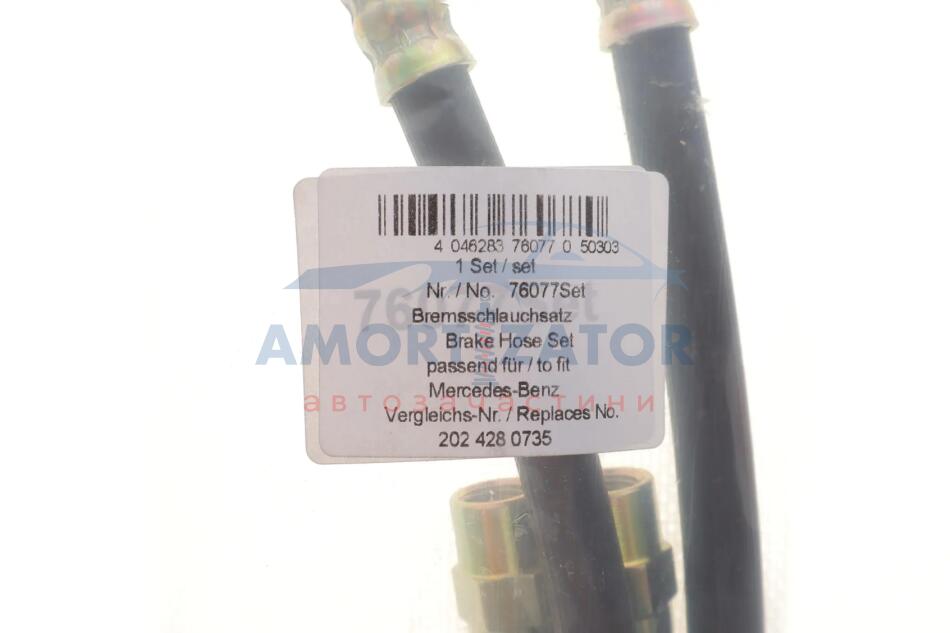 4 046283 76077 0 50303
1 Set / set
Nr. / No. 76077Set
Bremsschlauchsatz
Brake Hose Set
AMORTIZATOR
passend für / to fit
Mercedes-Benz
автозапчастини
Vergleichs-Nr. / Replaces No.
202 428 0735